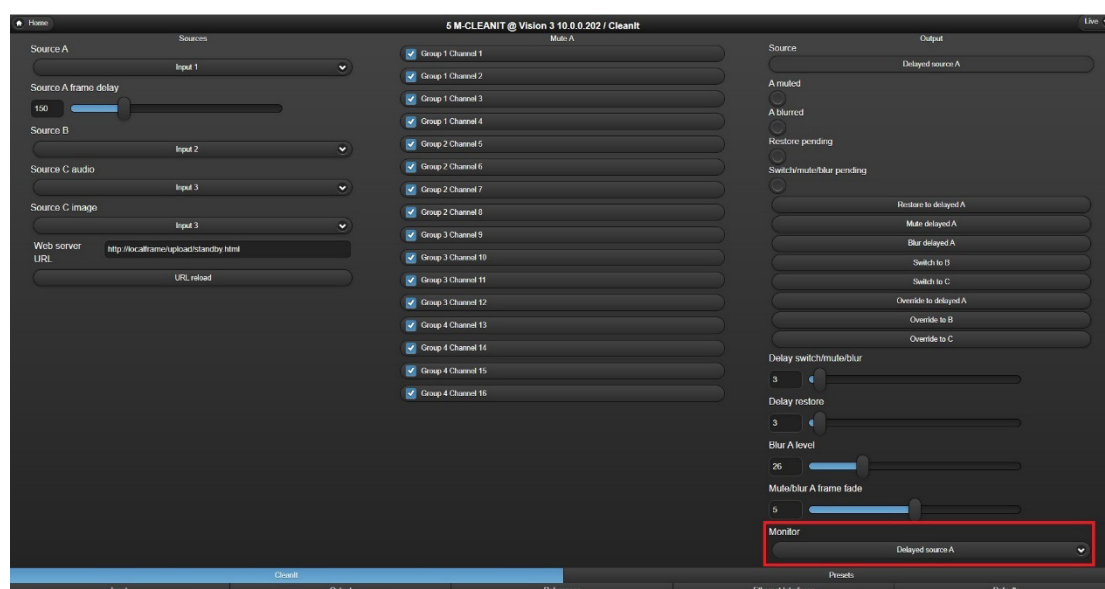 Home
5 M-CLEANIT @ Vision 3 10.0.0.202 / CleanIt
Live
Sources
Source A
Input 1
Source A frame delay
150
Source B
Input 2
Source C audio
Input 3
Source C image
Input 3
Web server URL
http://localframe/upload/standby.html
URL reload
Mute A
Group 1 Channel 1
Group 1 Channel 2
Group 1 Channel 3
Group 1 Channel 4
Group 2 Channel 5
Group 2 Channel 6
Group 2 Channel 7
Group 2 Channel 8
Group 3 Channel 9
Group 3 Channel 10
Group 3 Channel 11
Group 3 Channel 12
Group 4 Channel 13
Group 4 Channel 14
Group 4 Channel 15
Group 4 Channel 16
Output
Source
Delayed source A
A muted
A blurred
Restore pending
Switch/mute/blur pending
Restore to delayed A
Mute delayed A
Blur delayed A
Switch to B
Switch to C
Override to delayed A
Override to B
Override to C
Delay switch/mute/blur
3
Delay restore
3
Blur A level
26
Mute/blur A frame fade
5
Monitor
Delayed source A
CleanIt
Presets